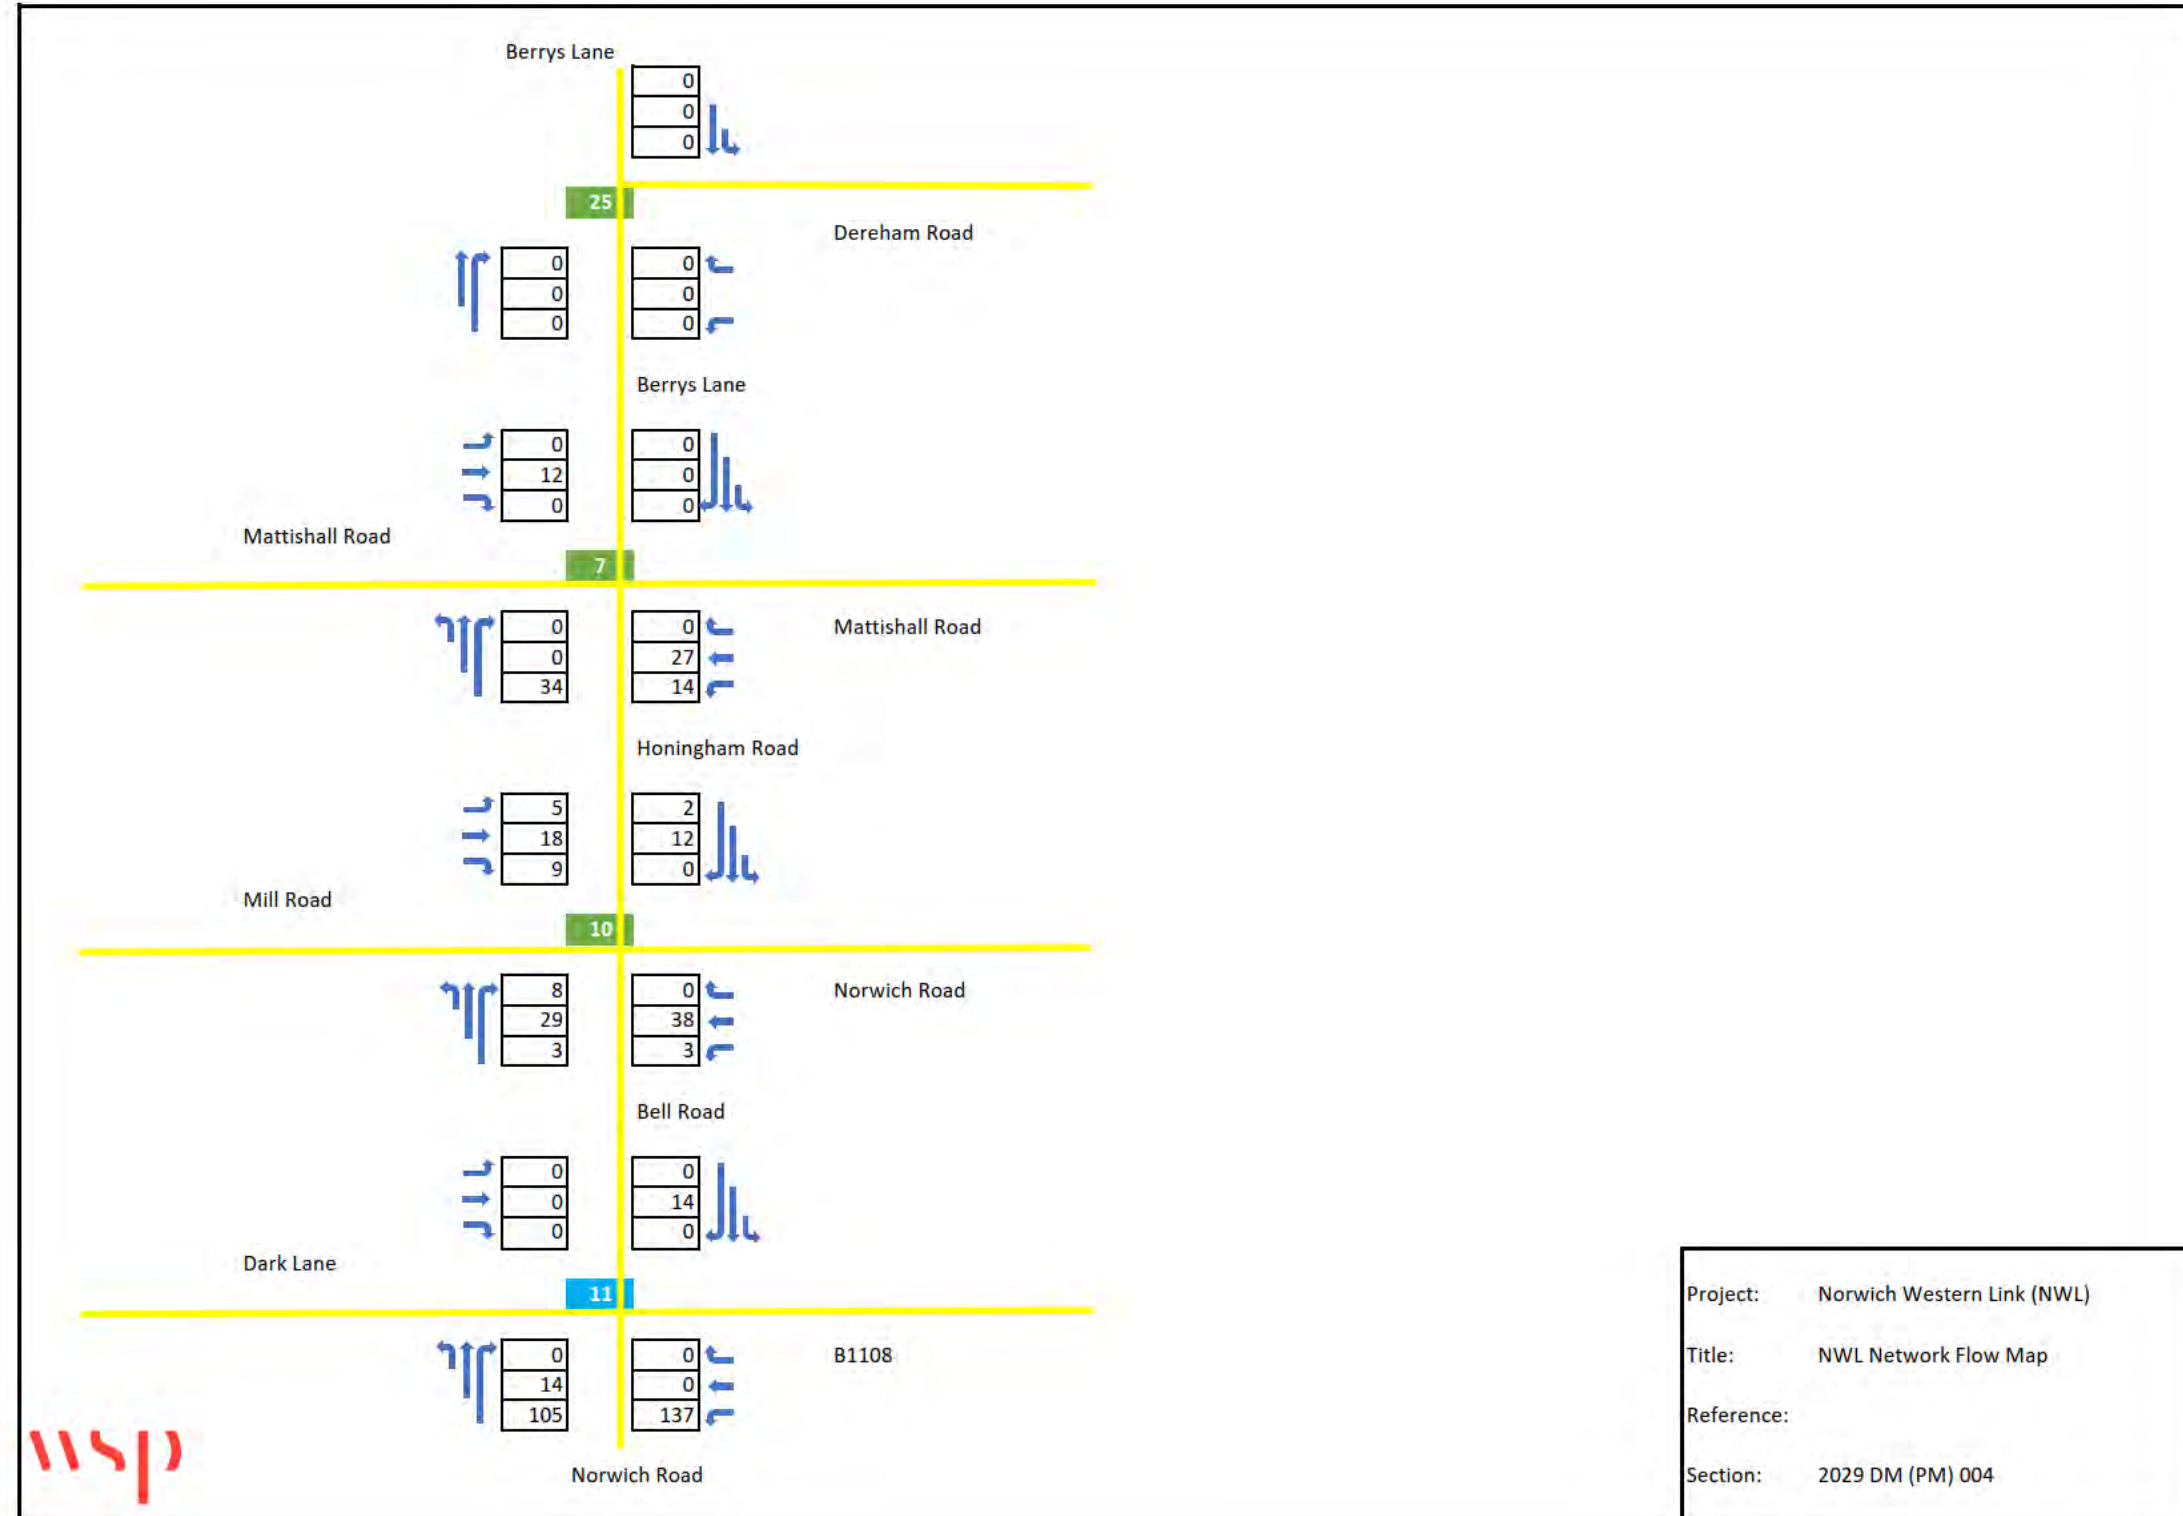 Berrys Lane
0
0
0
25
Dereham Road
0 0
0 0
0 0
Berrys Lane
0 0
12 0
0 0
Mattishall Road
7
0 0 Mattishall Road
0 27
34 14
Honingham Road
5 2
18 12
9 0
Mill Road
10
8 0 Norwich Road
29 38
3 3
Bell Road
0 0
0 14
0 0
Dark Lane
11
0 0 B1108
14 0
105 137
Norwich Road
wsp
Project: Norwich Western Link (NWL)
Title: NWL Network Flow Map
Reference:
Section: 2029 DM (PM) 004